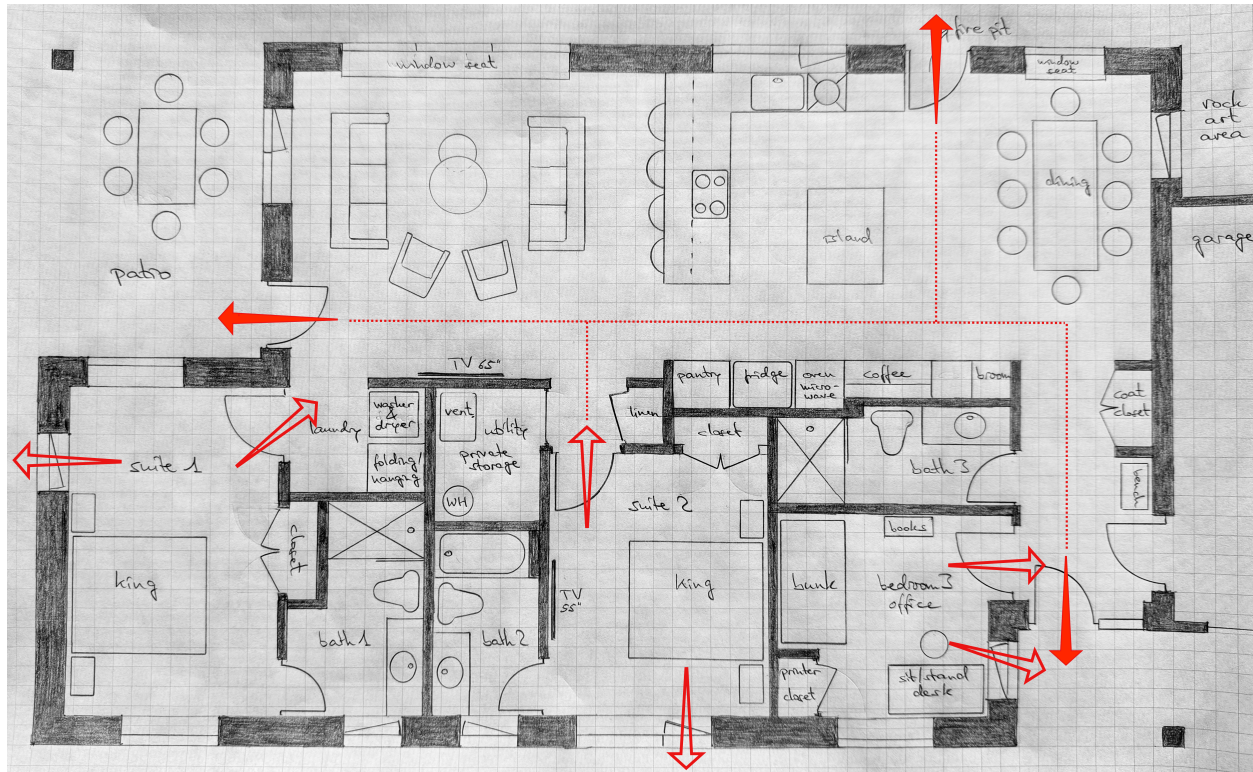 fire pit
window seat
window
seat
rock
art
area
dining
island
garage
patio
TV 65"
pantry
fridge
oven
micro-
wave
coffee
broom
coat
closet
washer
&
dryer
vent.
utility
private
storage
linen
closet
laundry
folding/
hanging
suite 1
WH
suite 2
bath 3
bench
books
closet
king
king
TV
55"
bunk
bedroom 3
office
bath 1
bath 2
printer
closet
sit/stand
desk